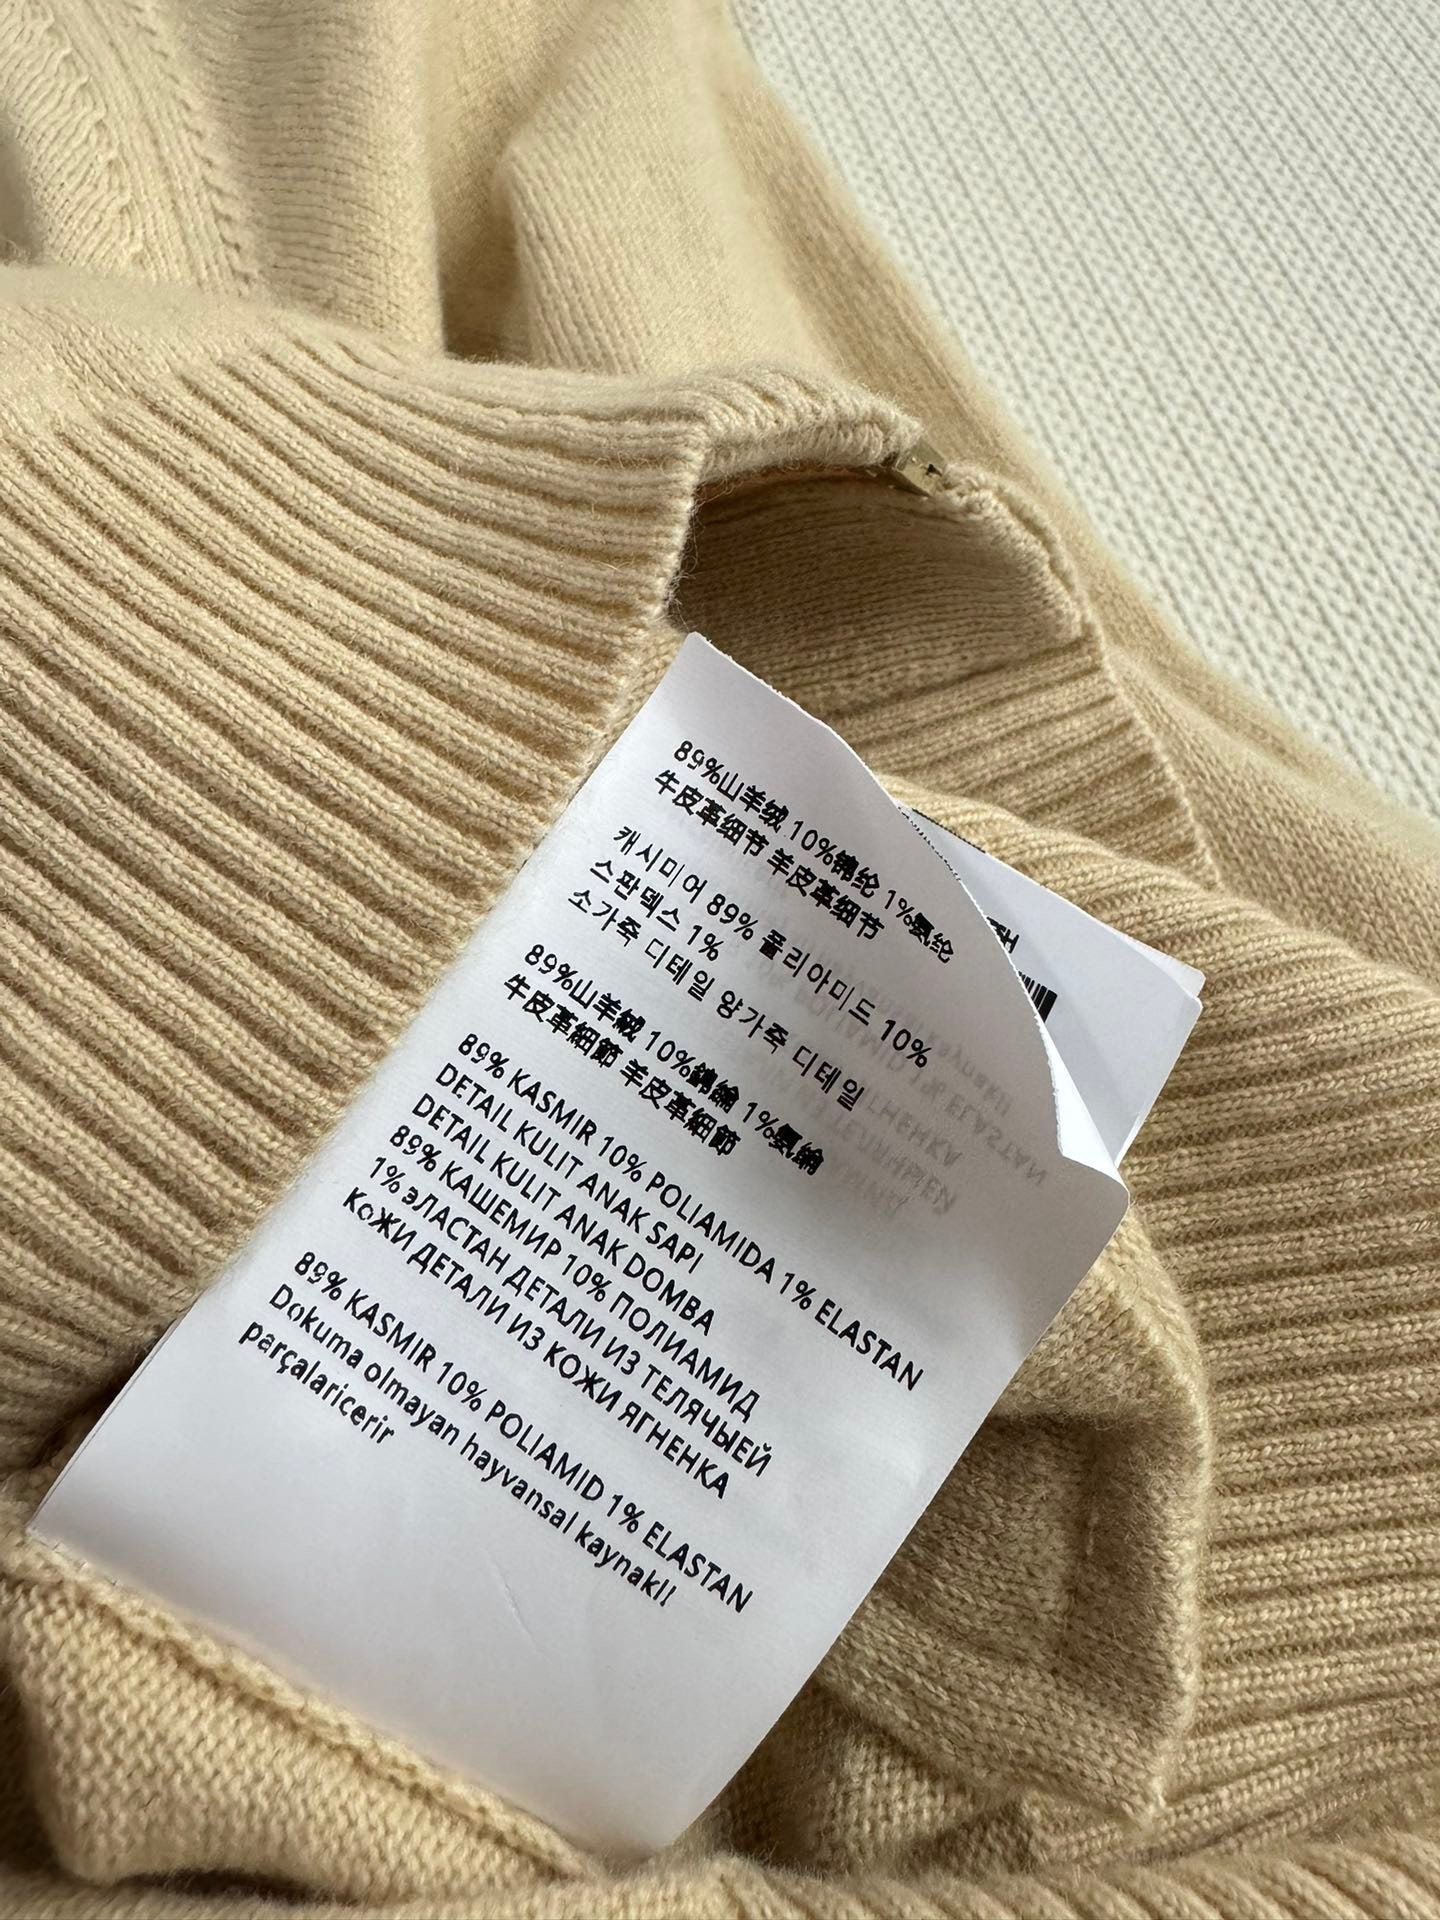 89%山羊绒 10%锦纶 1%氨纶
牛皮革细节 羊皮革细节
캐시미어 89% 폴리아미드 10%
스판덱스 1%
소가죽 디테일 양가죽 디테일
89%山羊絨 10%錦綸 1%氨綸
牛皮革細節 羊皮革細節
89% KASMIR 10% POLIAMIDA 1% ELASTAN
DETAIL KULIT ANAK SAPI
DETAIL KULIT ANAK DOMBA
89% КАШЕМИР 10% ПОЛИАМИД
1% ЭЛАСТАН ДЕТАЛИ ИЗ ТЕЛЯЧЫЕЙ
КоЖИ ДЕТАЛИ ИЗ КОЖИ ЯГНЕНКА
89% KASMIR 10% POLIAMID 1% ELASTAN
Dokuma olmayan hayvansal kaynakli
parçalaricerir